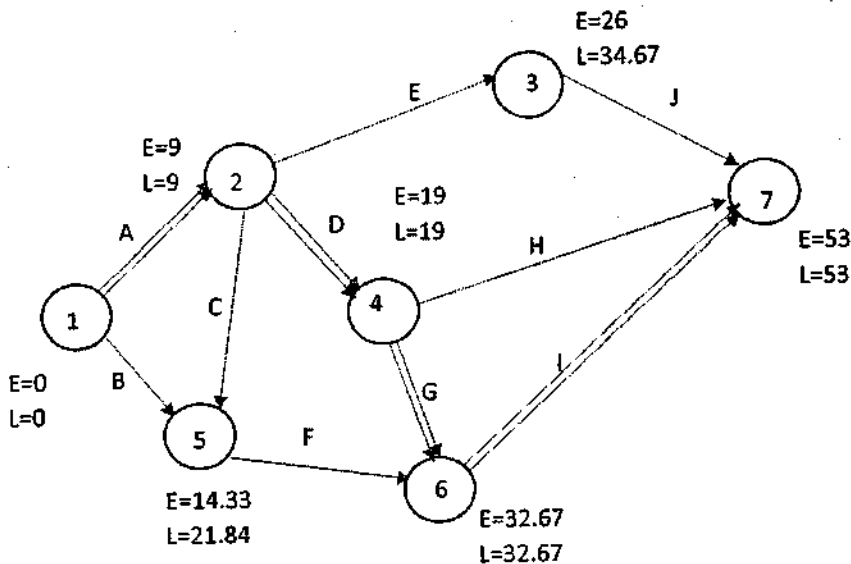 E=26
L=34.67
3
E
J
E=9
L=9
2
E=19
L=19
7
A
D
H
E=53
L=53
4
1
C
I
E=0
L=0
B
G
5
F
6
E=14.33
L=21.84
E=32.67
L=32.67